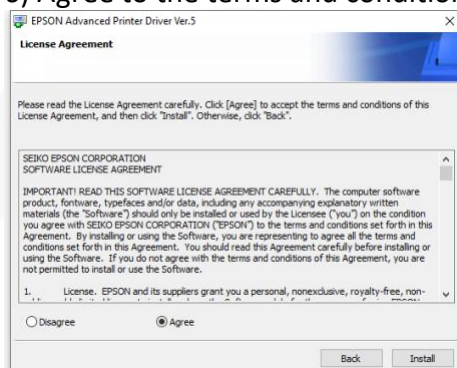 Agree to the terms and condition
EPSON Advanced Printer Driver Ver.5
License Agreement
Please read the License Agreement carefully. Click [Agree] to accept the terms and conditions of this
License Agreement, and then click "Install". Otherwise, click "Back".
SEIKO EPSON CORPORATION
SOFTWARE LICENSE AGREEMENT
IMPORTANT! READ THIS SOFTWARE LICENSE AGREEMENT CAREFULLY. The computer software
product, fontware, typefaces and/or data, including any accompanying explanatory written
materials (the "Software") should only be installed or used by the Licensee ("you") on the condition
you agree with SEIKO EPSON CORPORATION ("EPSON") to the terms and conditions set forth in this
Agreement. By installing or using the Software, you are representing to agree all the terms and
conditions set forth in this Agreement. You should read this Agreement carefully before installing or
using the Software. If you do not agree with the terms and conditions of this Agreement, you are
not permitted to install or use the Software.
1. License. EPSON and its suppliers grant you a personal, nonexclusive, royalty-free, non-
Disagree
Agree
Back
Install